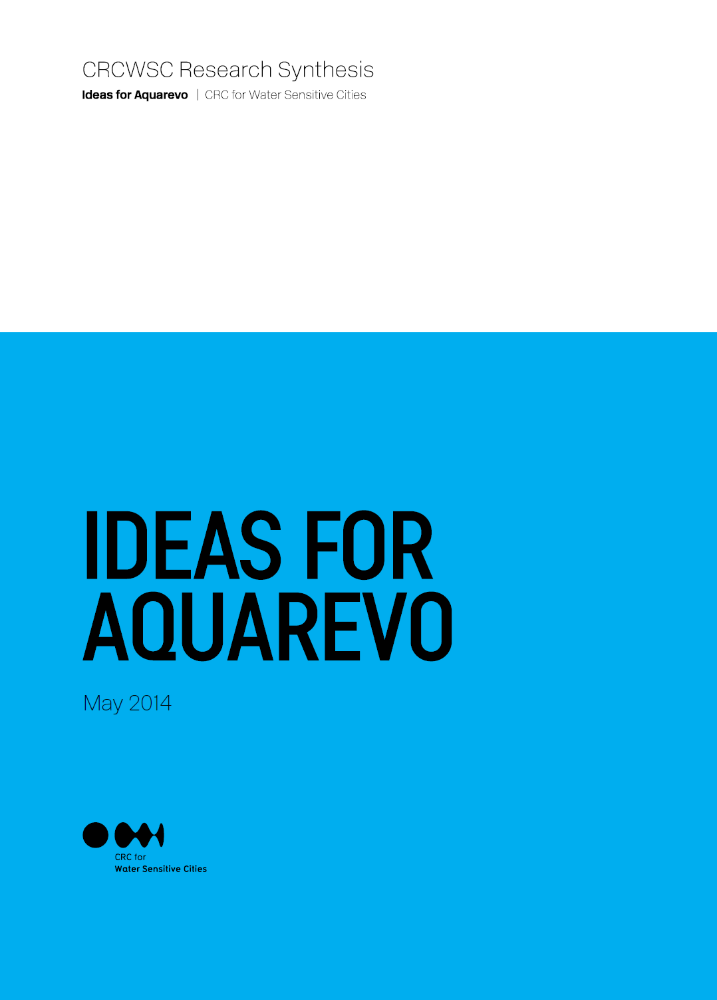 CRCWSC Research Synthesis
Ideas for Aquarevo | CRC for Water Sensitive Cities
IDEAS FOR
AQUAREVO
May 2014
CRC for
Water Sensitive Cities